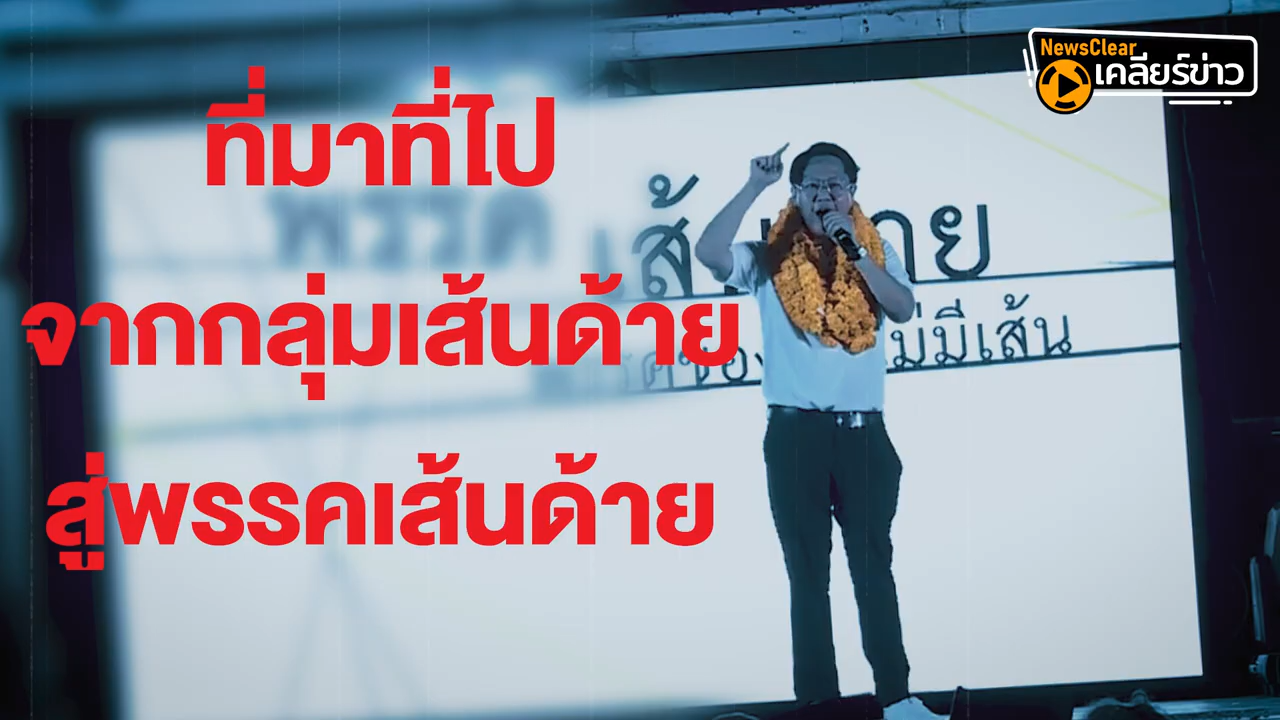 NewsClear
เคลียร์ข่าว
ที่มาที่ไป
พรรค
จากกลุ่มเส้นด้าย
ไม่มีเส้น
สู่พรรคเส้นด้าย